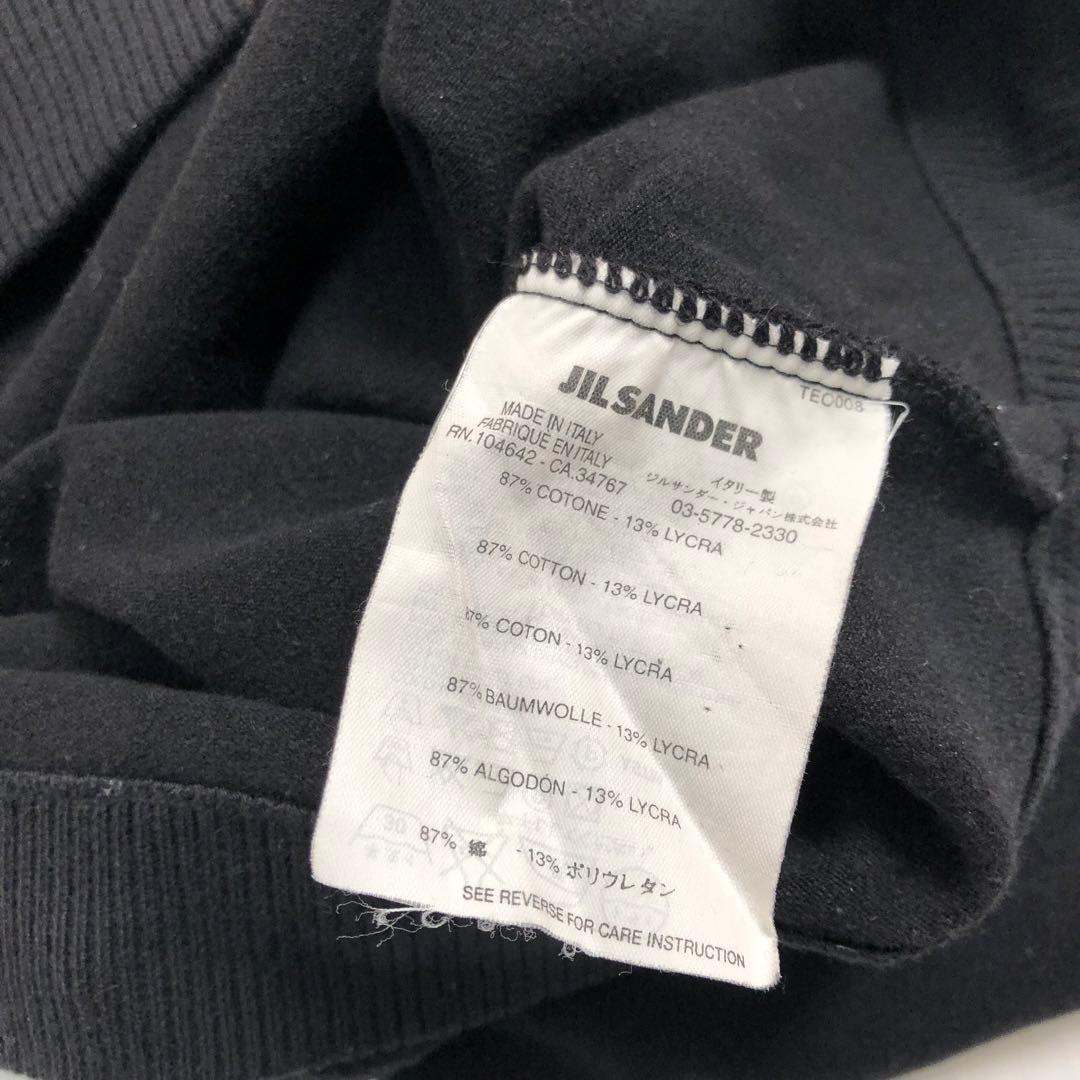 TEC008
JIL SANDER
MADE IN ITALY
FABRIQUE EN ITALY
RN.104642 - CA.34767
イタリー製
ジルサンダー・ジャパン株式会社
03-5778-2330
87% COTONE - 13% LYCRA
87% COTTON - 13% LYCRA
87% COTON - 13% LYCRA
87% BAUMWOLLE - 13% LYCRA
87% ALGODÓN - 13% LYCRA
87% 綿 - 13% ポリウレタン
SEE REVERSE FOR CARE INSTRUCTION